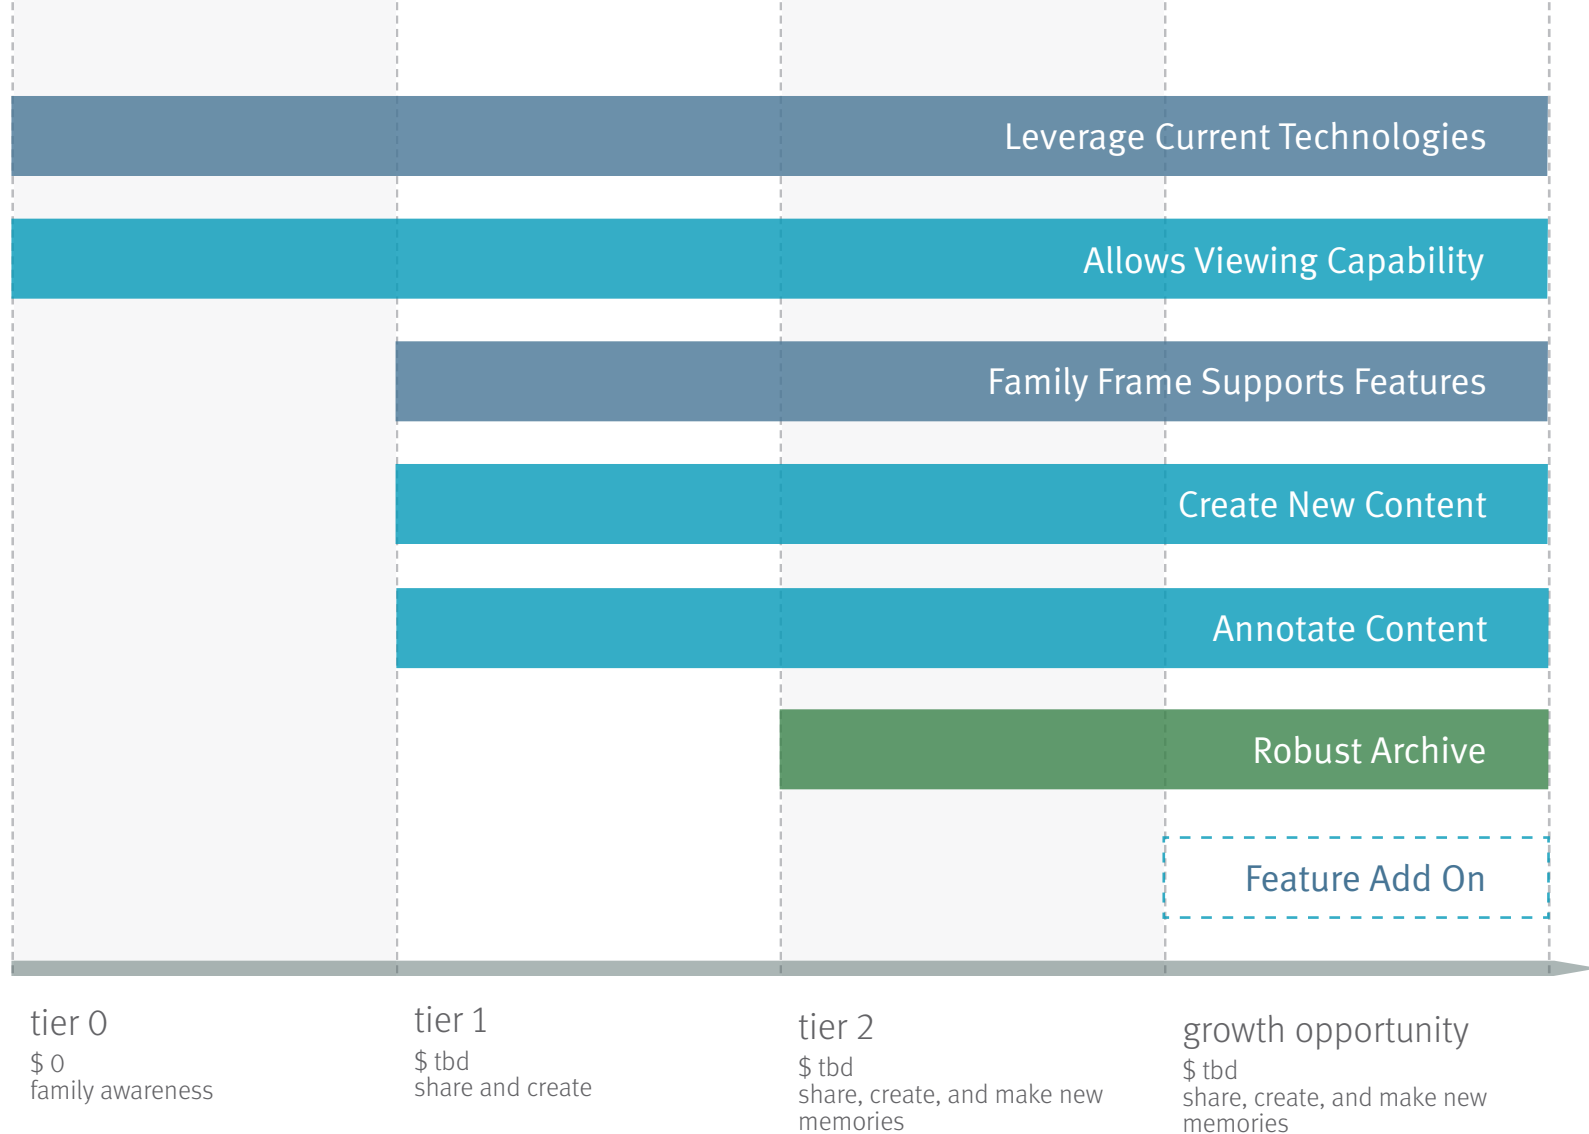 Leverage Current Technologies
Allows Viewing Capability
Family Frame Supports Features
Create New Content
Annotate Content
Robust Archive
Feature Add On
tier 0
$ 0
family awareness
tier 1
$ tbd
share and create
tier 2
$ tbd
share, create, and make new
memories
growth opportunity
$ tbd
share, create, and make new
memories